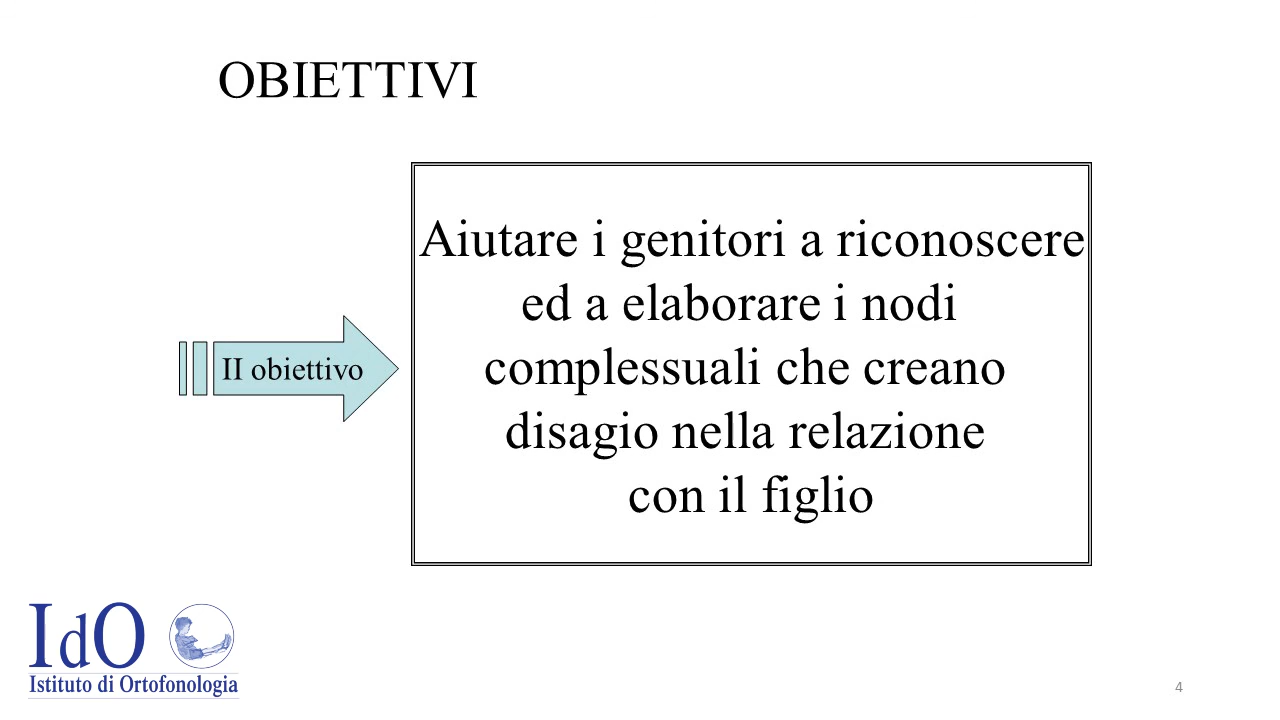 OBIETTIVI
Aiutare i genitori a riconoscere
ed a elaborare i nodi
complessuali che creano
disagio nella relazione
con il figlio
II obiettivo
IdO
Istituto di Ortofonologia
4